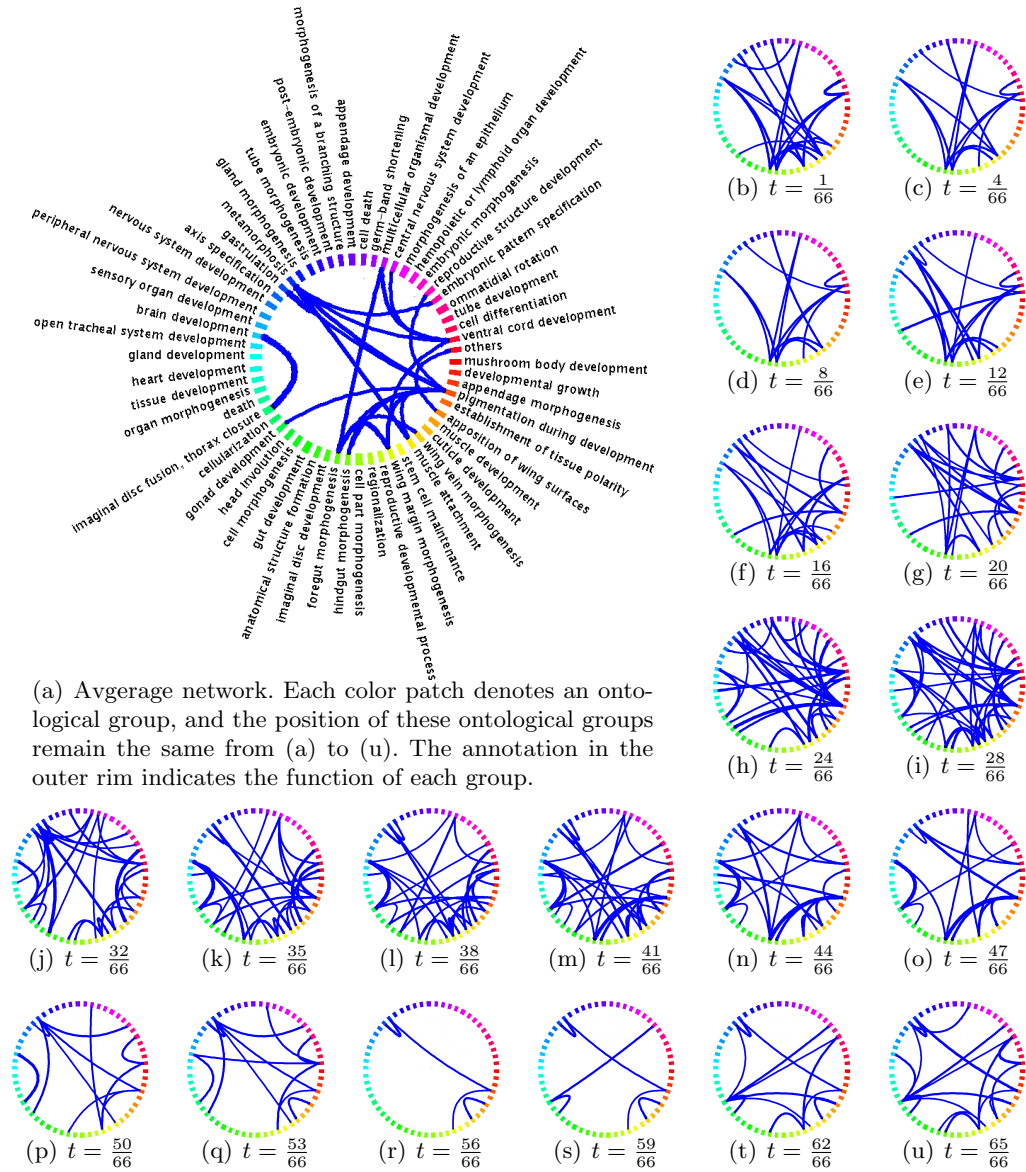 morphogenesis of a branching structure
post-embryonic development
embryonic development
tube morphogenesis
gland morphogenesis
metamorphosis
gastrulation
axis specification
nervous system development
peripheral nervous system development
sensory organ development
brain development
open tracheal system development
gland development
heart development
tissue development
organ morphogenesis
death
imaginal disc fusion, thorax closure
cellularization
gonad development
head involution
cell morphogenesis
gut development
anatomical structure formation
imaginal disc development
foregut morphogenesis
hindgut morphogenesis
cell part morphogenesis
regionalization
reproductive developmental process
wing margin morphogenesis
stem cell maintenance
muscle attachment
wing vein morphogenesis
cuticle development
muscle development
apposition of wing surfaces
establishment of tissue polarity
pigmentation during development
appendage morphogenesis
developmental growth
mushroom body development
others
ventral cord development
cell differentiation
tube development
ommatidial rotation
embryonic pattern specification
reproductive structure development
embryonic morphogenesis
hemopoietic or lymphoid organ development
morphogenesis of an epithelium
central nervous system development
multicellular organismal development
germ-band shortening
cell death
appendage development
(a) Avgerage network. Each color patch denotes an onto-
logical group, and the position of these ontological groups
remain the same from (a) to (u). The annotation in the
outer rim indicates the function of each group.
(b) t = 1/66
(c) t = 4/66
(d) t = 8/66
(e) t = 12/66
(f) t = 16/66
(g) t = 20/66
(h) t = 24/66
(i) t = 28/66
(j) t = 32/66
(k) t = 35/66
(l) t = 38/66
(m) t = 41/66
(n) t = 44/66
(o) t = 47/66
(p) t = 50/66
(q) t = 53/66
(r) t = 56/66
(s) t = 59/66
(t) t = 62/66
(u) t = 65/66